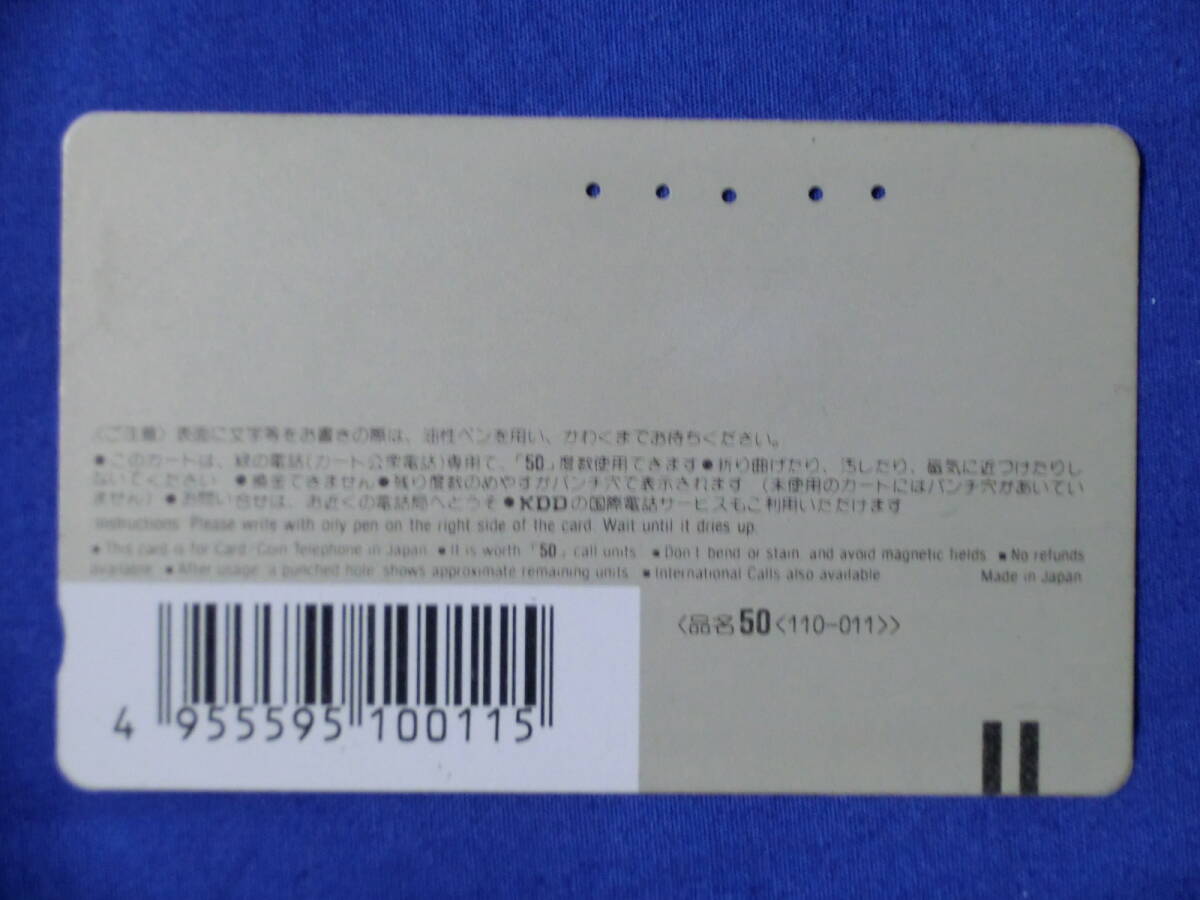 〈ご注意〉表面に文字等をお書きの際は、油性ペンを用い、かわくまでお待ちください。
●このカードは、緑の電話(カード公衆電話)専用で、「50」度数使用できます●折り曲げたり、汚したり、磁気に近づけたりし
ないでください ●換金できません●残り度数のめやすがパンチ穴で表示されます（未使用のカードにはパンチ穴があいてい
ません）●お問い合せは、お近くの電話局へどうぞ●KDDの国際電話サービスもご利用いただけます
Instructions Please write with oily pen on the right side of the card. Wait until it dries up.
■This card is for Card/Coin Telephone in Japan ■It is worth「50」call units ■Don't bend or stain and avoid magnetic fields ■No refunds
available ■After usage a punched hole shows approximate remaining units ■International Calls also available Made in Japan
〈品名50〈110-011〉〉
4 955595 100115